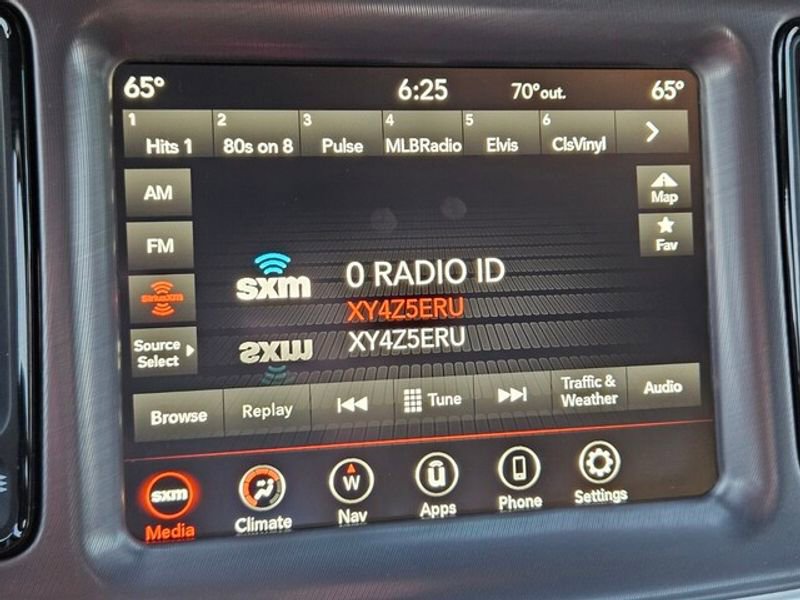 65° 6:25 70° out. 65°
1 Hits 1 2 80s on 8 3 Pulse 4 MLBRadio 5 Elvis 6 ClsVinyl
AM
Map
FM
Fav
SiriusXM
sxm
0 RADIO ID
XY4Z5ERU
XY4Z5ERU
Source
Select
Browse Replay Tune Traffic &
Weather Audio
sxm W u
Media Climate Nav Apps Phone Settings